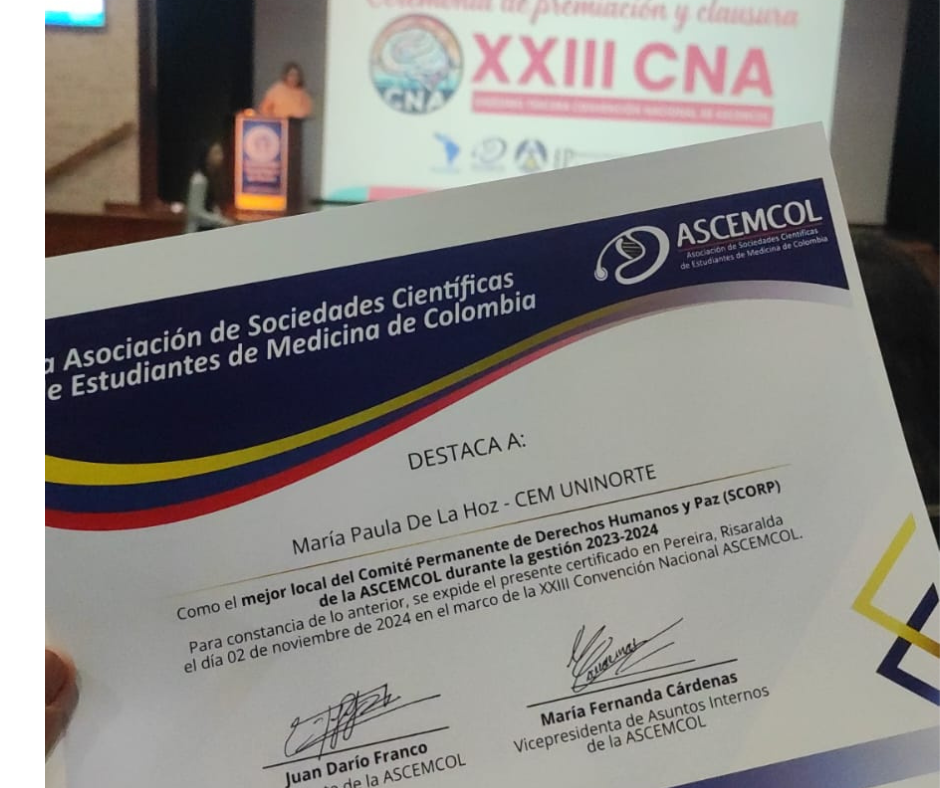 Ceremonia de premiación y clausura
XXIII CNA
CNA
ASCEMCOL
Asociación de Sociedades Científicas
de Estudiantes de Medicina de Colombia
Asociación de Sociedades Científicas
e Estudiantes de Medicina de Colombia
DESTACA A:
María Paula De La Hoz - CEM UNINORTE
Como el mejor local del Comité Permanente de Derechos Humanos y Paz (SCORP)
de la ASCEMCOL durante la gestión 2023-2024
Para constancia de lo anterior, se expide el presente certificado en Pereira, Risaralda
el día 02 de noviembre de 2024 en el marco de la XXIII Convención Nacional ASCEMCOL.
Juan Darío Franco
de la ASCEMCOL
María Fernanda Cárdenas
Vicepresidenta de Asuntos Internos
de la ASCEMCOL